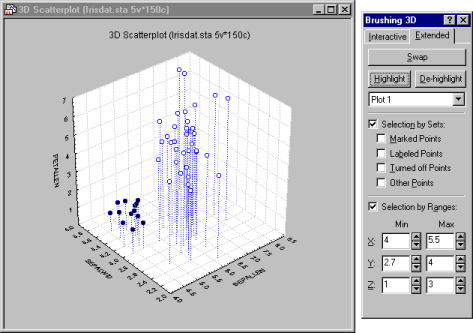 3D Scatterplot (Irisdat.sta 5v*150c)
3D Scatterplot (Irisdat.sta 5v*150c)
7
6
5
4
3
2
1
PETALLEN
5.0
4.5
4.0
3.5
3.0
2.5
2.0
SEPALWID
4.0
4.5
5.0
5.5
6.0
6.5
7.0
7.5
8.0
8.5
SEPALLEN
Brushing 3D
Interactive Extended
Swap
Highlight De-highlight
Plot 1
Selection by Sets:
Marked Points
Labeled Points
Turned off Points
Other Points
Selection by Ranges:
Min Max
X: 4 5.5
Y: 2.7 4
Z: 1 3